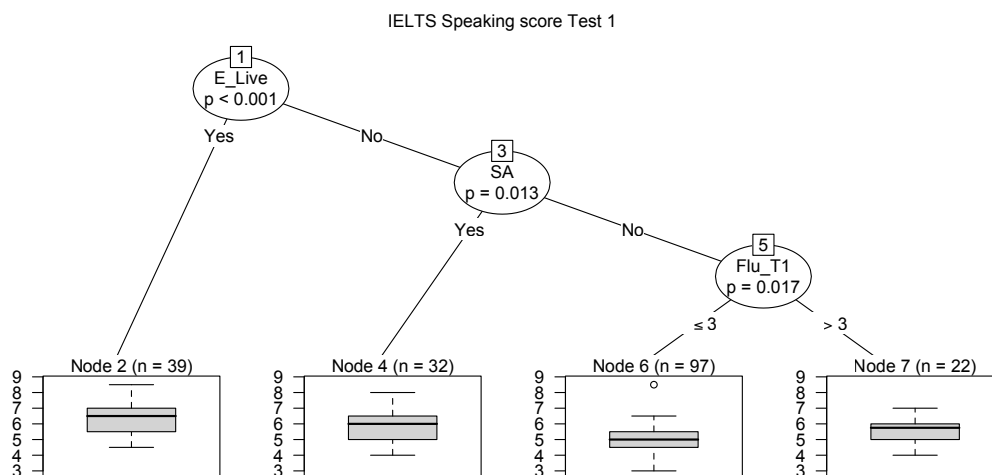 IELTS Speaking score Test 1
1
E_Live
p < 0.001
Yes
No
3
SA
p = 0.013
Yes
No
5
Flu_T1
p = 0.017
≤ 3
> 3
Node 2 (n = 39)
9
8
7
6
5
4
3
Node 4 (n = 32)
9
8
7
6
5
4
3
Node 6 (n = 97)
9
8
7
6
5
4
3
Node 7 (n = 22)
9
8
7
6
5
4
3